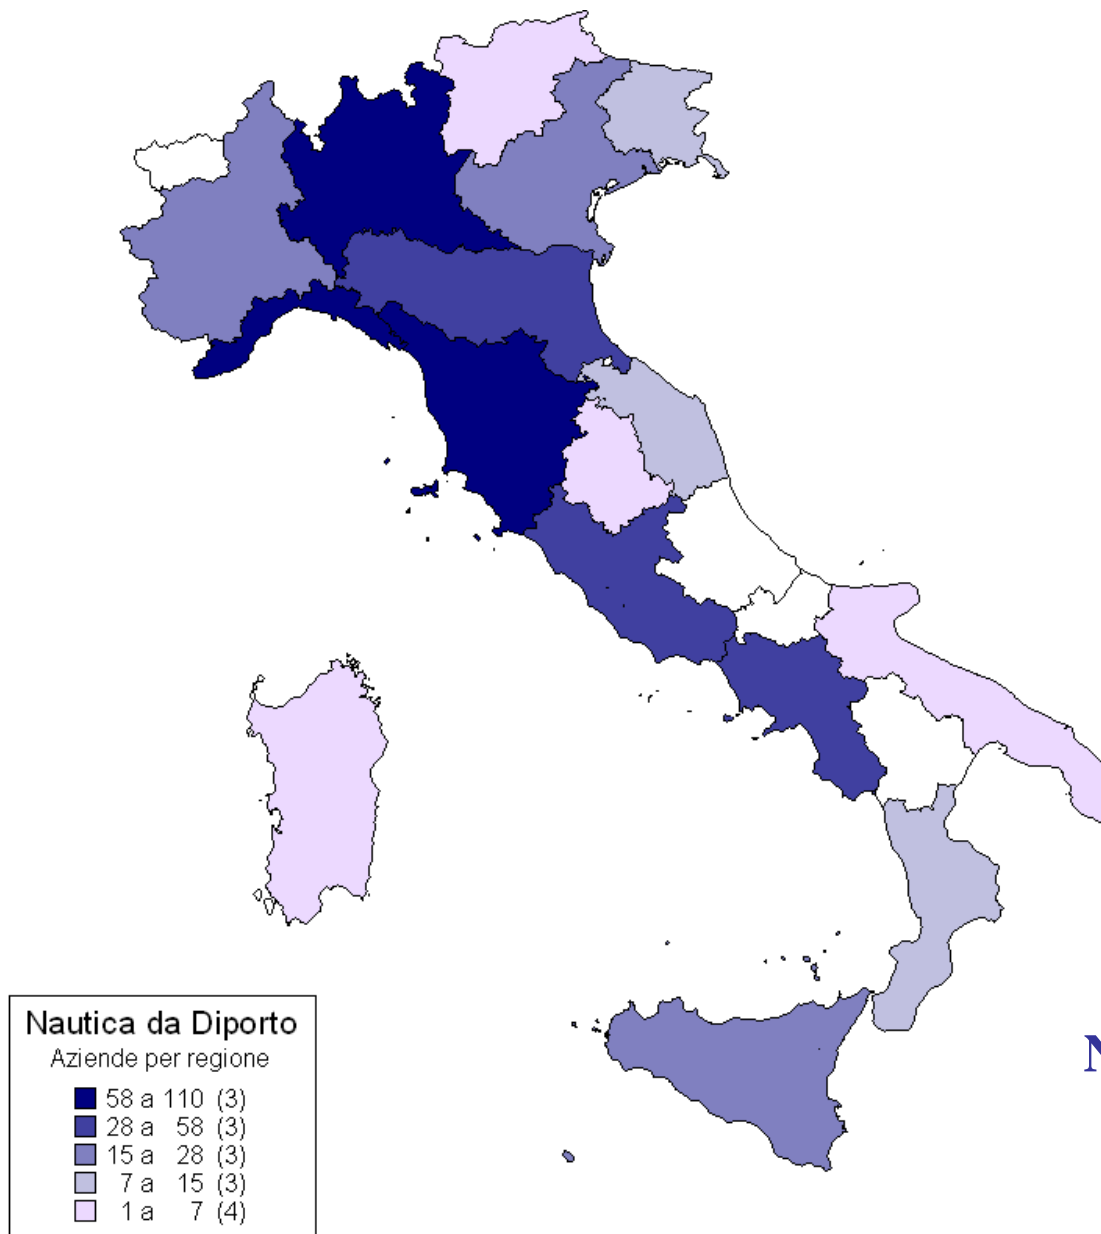 Nautica da Diporto
Aziende per regione
58 a 110 (3)
28 a 58 (3)
15 a 28 (3)
7 a 15 (3)
1 a 7 (4)
N